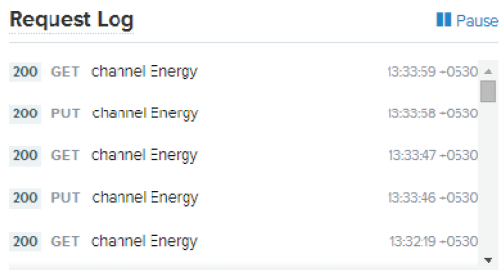 Request Log Pause
200 GET channel Energy 13:33:59 +0530
200 PUT channel Energy 13:33:58 +0530
200 GET channel Energy 13:33:47 +0530
200 PUT channel Energy 13:33:46 +0530
200 GET channel Energy 13:32:19 +0530